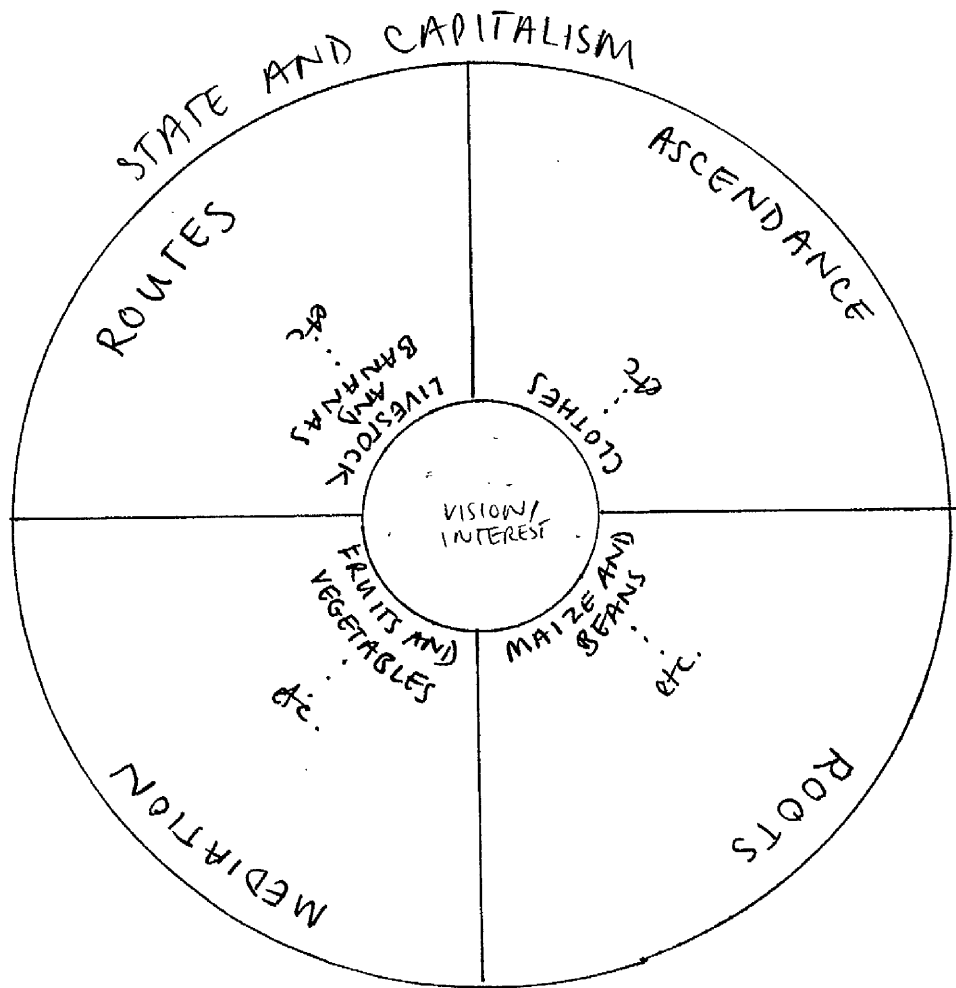 STATE AND CAPITALISM
ROUTES
ASCENDANCE
etc
BANANAS
AND
LIVESTOCK
etc
CLOTHES
VISION/
INTEREST
FRUITS AND
VEGETABLES
etc.
MAIZE AND
BEANS
etc.
MEDIATION
ROOTS